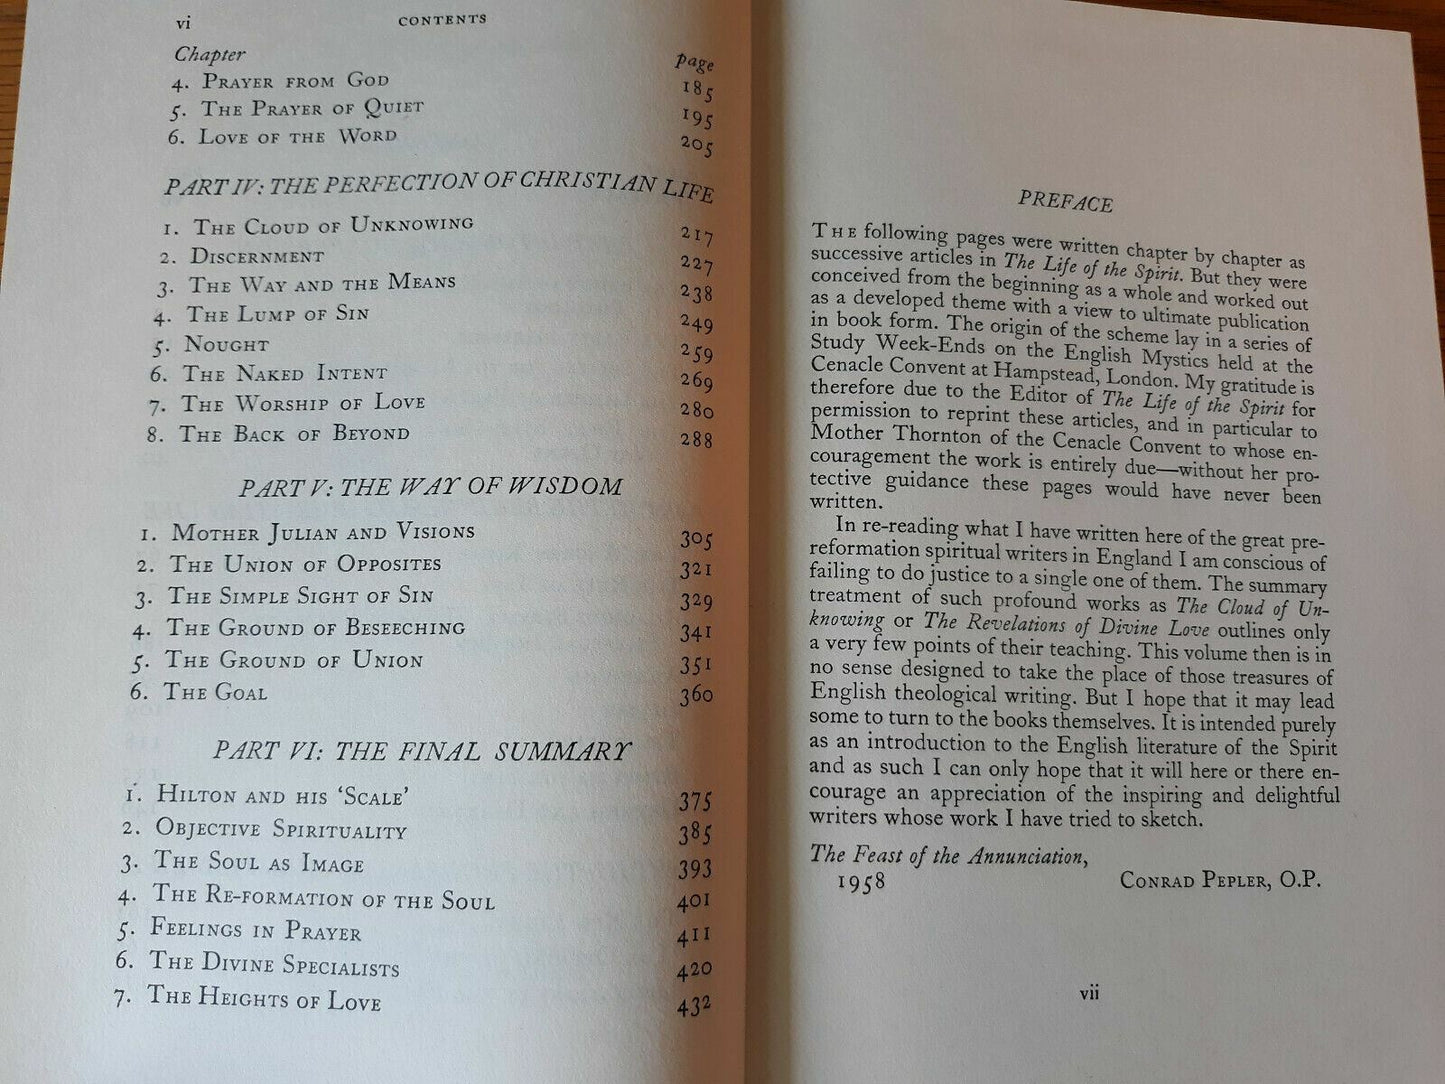 vi CONTENTS
Chapter page
4. PRAYER FROM GOD 185
5. THE PRAYER OF QUIET 195
6. LOVE OF THE WORD 205
PART IV: THE PERFECTION OF CHRISTIAN LIFE
1. THE CLOUD OF UNKNOWING 217
2. DISCERNMENT 227
3. THE WAY AND THE MEANS 238
4. THE LUMP OF SIN 249
5. NOUGHT 259
6. THE NAKED INTENT 269
7. THE WORSHIP OF LOVE 280
8. THE BACK OF BEYOND 288
PART V: THE WAY OF WISDOM
1. MOTHER JULIAN AND VISIONS 305
2. THE UNION OF OPPOSITES 321
3. THE SIMPLE SIGHT OF SIN 329
4. THE GROUND OF BESEECHING 341
5. THE GROUND OF UNION 351
6. THE GOAL 360
PART VI: THE FINAL SUMMARY
1. HILTON AND HIS ‘SCALE’ 375
2. OBJECTIVE SPIRITUALITY 385
3. THE SOUL AS IMAGE 393
4. THE RE-FORMATION OF THE SOUL 401
5. FEELINGS IN PRAYER 411
6. THE DIVINE SPECIALISTS 420
7. THE HEIGHTS OF LOVE 432
PREFACE
THE following pages were written chapter by chapter as
successive articles in The Life of the Spirit. But they were
conceived from the beginning as a whole and worked out
as a developed theme with a view to ultimate publication
in book form. The origin of the scheme lay in a series of
Study Week-Ends on the English Mystics held at the
Cenacle Convent at Hampstead, London. My gratitude is
therefore due to the Editor of The Life of the Spirit for
permission to reprint these articles, and in particular to
Mother Thornton of the Cenacle Convent to whose en-
couragement the work is entirely due—without her pro-
tective guidance these pages would have never been
written.
In re-reading what I have written here of the great pre-
reformation spiritual writers in England I am conscious of
failing to do justice to a single one of them. The summary
treatment of such profound works as The Cloud of Un-
knowing or The Revelations of Divine Love outlines only
a very few points of their teaching. This volume then is in
no sense designed to take the place of those treasures of
English theological writing. But I hope that it may lead
some to turn to the books themselves. It is intended purely
as an introduction to the English literature of the Spirit
and as such I can only hope that it will here or there en-
courage an appreciation of the inspiring and delightful
writers whose work I have tried to sketch.
The Feast of the Annunciation,
1958 CONRAD PEPLER, O.P.
vii